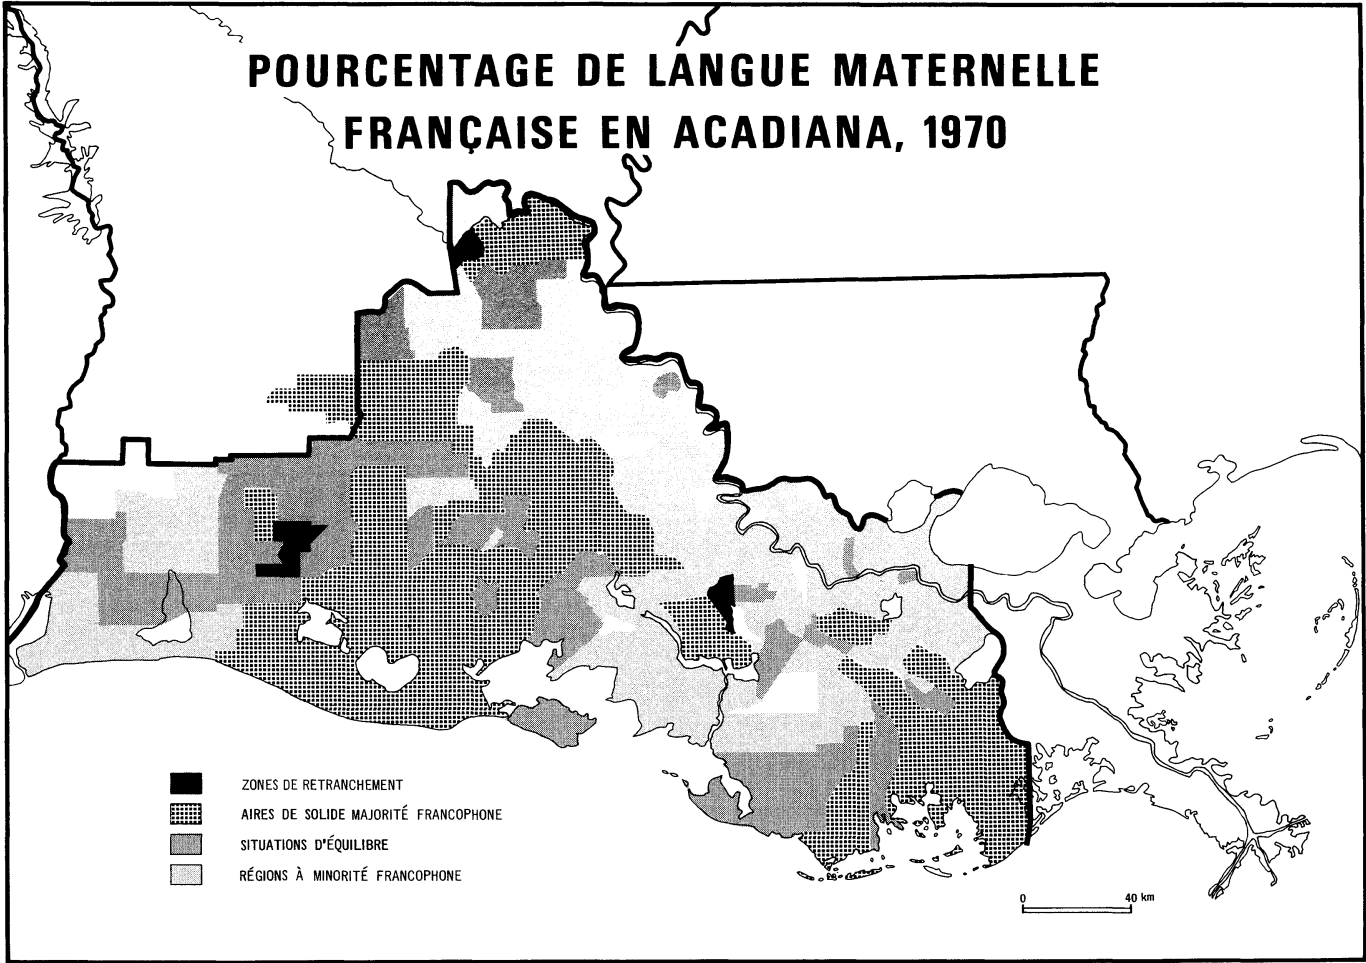 POURCENTAGE DE LANGUE MATERNELLE
FRANÇAISE EN ACADIANA, 1970
ZONES DE RETRANCHEMENT
AIRES DE SOLIDE MAJORITÉ FRANCOPHONE
SITUATIONS D'ÉQUILIBRE
RÉGIONS À MINORITÉ FRANCOPHONE
0 40 km